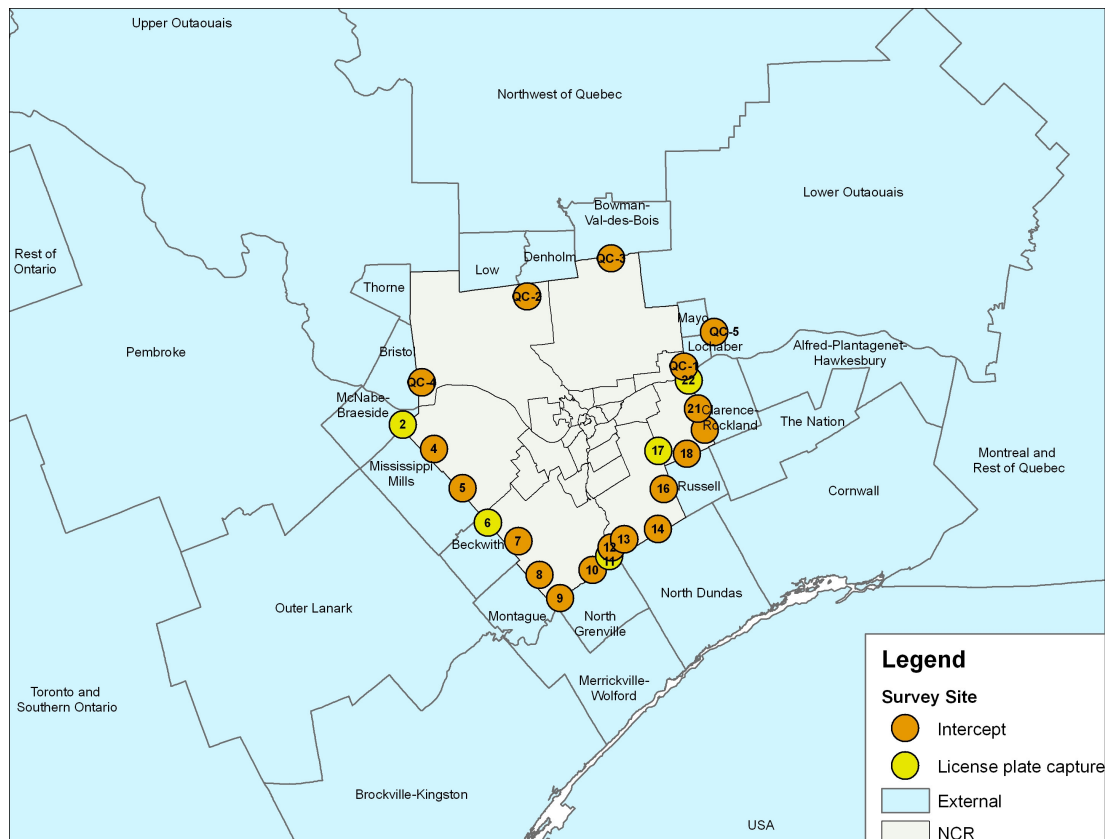 Upper Outaouais
Northwest of Quebec
Lower Outaouais
Bowman-
Val-des-Bois
Rest of
Ontario
Denholm
QC-3
Low
Thorne
QC-2
Mayo
QC-5
Lochaber
Pembroke
Bristol
QC-1
Alfred-Plantagenet-
Hawkesbury
QC-4
22
McNabe-
Braeside
21
Clarence-
Rockland
The Nation
2
4
17
18
Mississippi
Mills
Montreal and
Rest of Quebec
5
16
Russell
Cornwall
6
14
Beckwith
7
13
12
11
10
8
9
North Dundas
Outer Lanark
Montague
North
Grenville
Merrickville-
Wolford
Toronto and
Southern Ontario
Brockville-Kingston
USA
Legend
Survey Site
Intercept
License plate capture
External
NCR